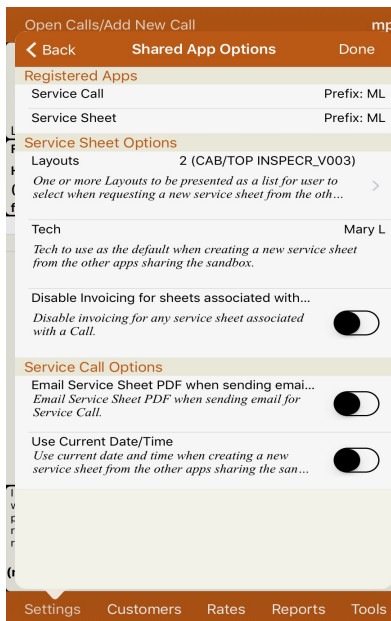 Open Calls/Add New Call
mp
Back
Shared App Options
Done
Registered Apps
Service Call
Prefix: ML
Service Sheet
Prefix: ML
Service Sheet Options
Layouts
2 (CAB/TOP INSPECR_V003)
One or more Layouts to be presented as a list for user to
select when requesting a new service sheet from the oth…
Tech
Mary L
Tech to use as the default when creating a new service sheet
from the other apps sharing the sandbox.
Disable Invoicing for sheets associated with...
Disable invoicing for any service sheet associated
with a Call.
Service Call Options
Email Service Sheet PDF when sending emai...
Email Service Sheet PDF when sending email for
Service Call.
Use Current Date/Time
Use current date and time when creating a new
service sheet from the other apps sharing the san…
Settings
Customers
Rates
Reports
Tools